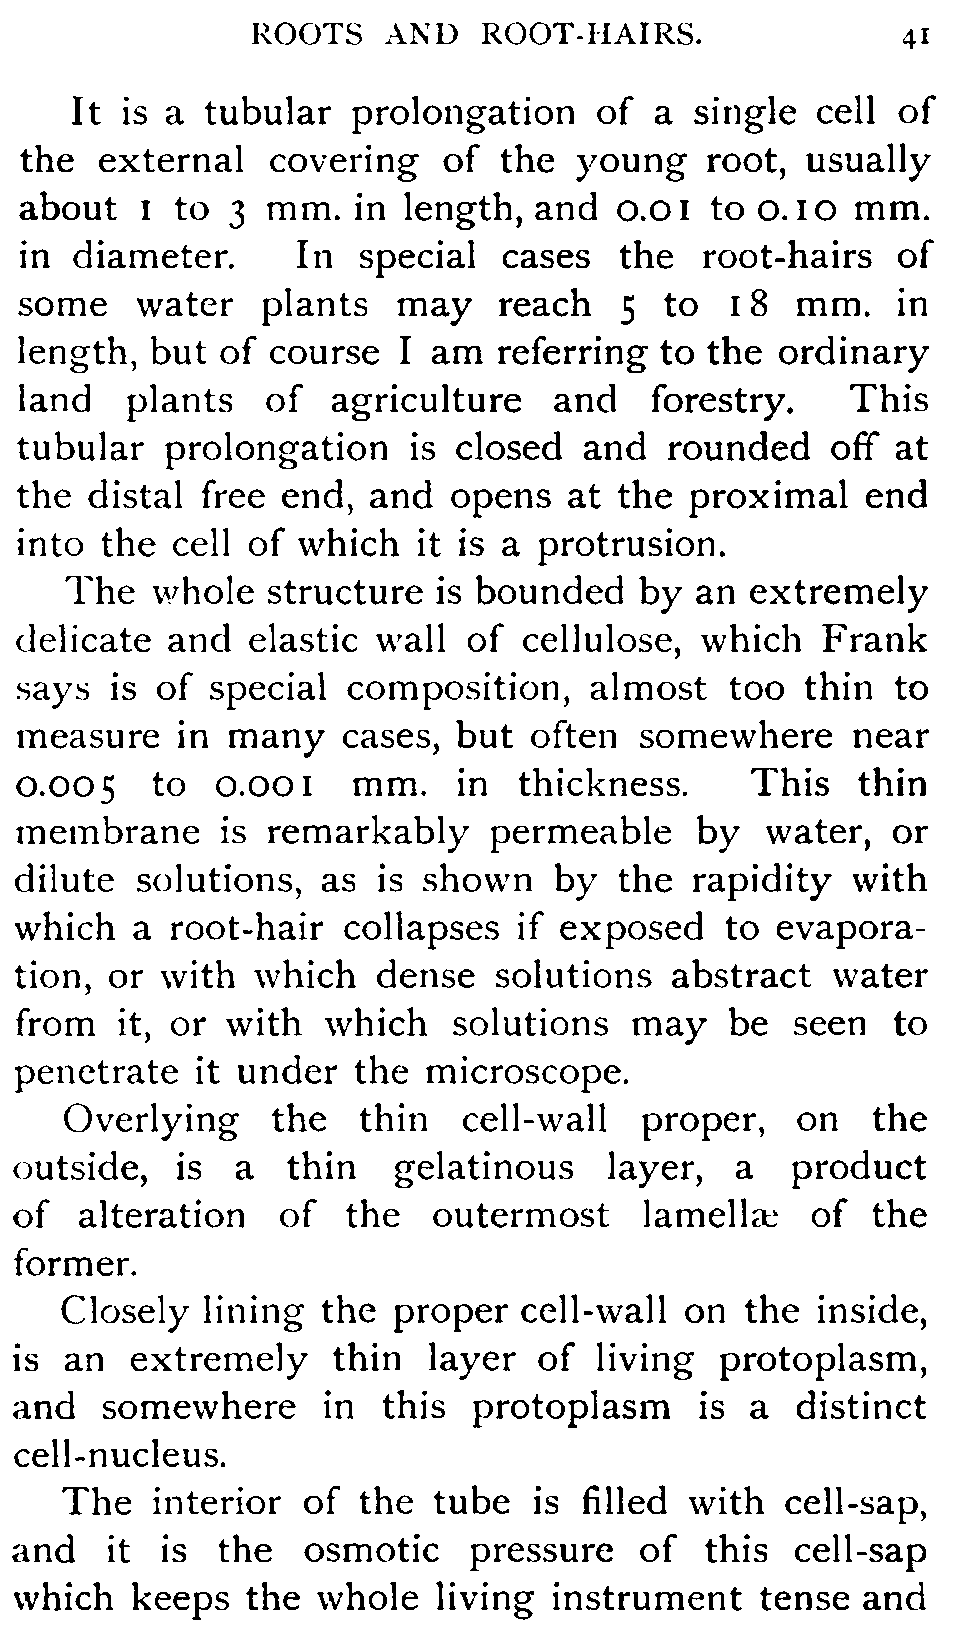 ROOTS AND ROOT-HAIRS. 41
It is a tubular prolongation of a single cell of
the external covering of the young root, usually
about 1 to 3 mm. in length, and 0.01 to 0.10 mm.
in diameter. In special cases the root-hairs of
some water plants may reach 5 to 18 mm. in
length, but of course I am referring to the ordinary
land plants of agriculture and forestry. This
tubular prolongation is closed and rounded off at
the distal free end, and opens at the proximal end
into the cell of which it is a protrusion.
The whole structure is bounded by an extremely
delicate and elastic wall of cellulose, which Frank
says is of special composition, almost too thin to
measure in many cases, but often somewhere near
0.005 to 0.001 mm. in thickness. This thin
membrane is remarkably permeable by water, or
dilute solutions, as is shown by the rapidity with
which a root-hair collapses if exposed to evapora-
tion, or with which dense solutions abstract water
from it, or with which solutions may be seen to
penetrate it under the microscope.
Overlying the thin cell-wall proper, on the
outside, is a thin gelatinous layer, a product
of alteration of the outermost lamellæ of the
former.
Closely lining the proper cell-wall on the inside,
is an extremely thin layer of living protoplasm,
and somewhere in this protoplasm is a distinct
cell-nucleus.
The interior of the tube is filled with cell-sap,
and it is the osmotic pressure of this cell-sap
which keeps the whole living instrument tense and